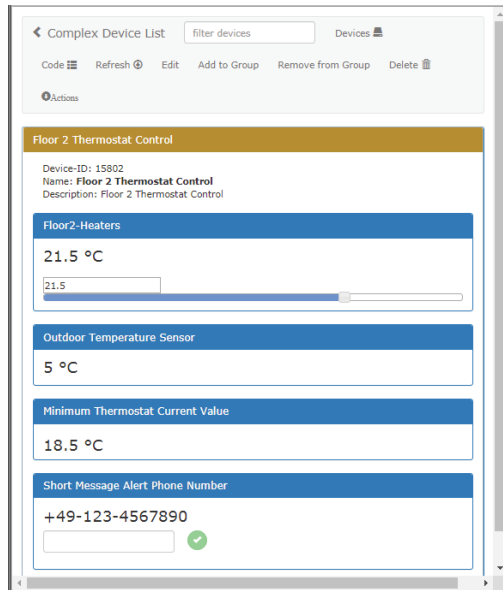 Complex Device List filter devices Devices
Code Refresh Edit Add to Group Remove from Group Delete
Actions
Floor 2 Thermostat Control
Device-ID: 15802
Name: Floor 2 Thermostat Control
Description: Floor 2 Thermostat Control
Floor2-Heaters
21.5 °C
21.5
Outdoor Temperature Sensor
5 °C
Minimum Thermostat Current Value
18.5 °C
Short Message Alert Phone Number
+49-123-4567890